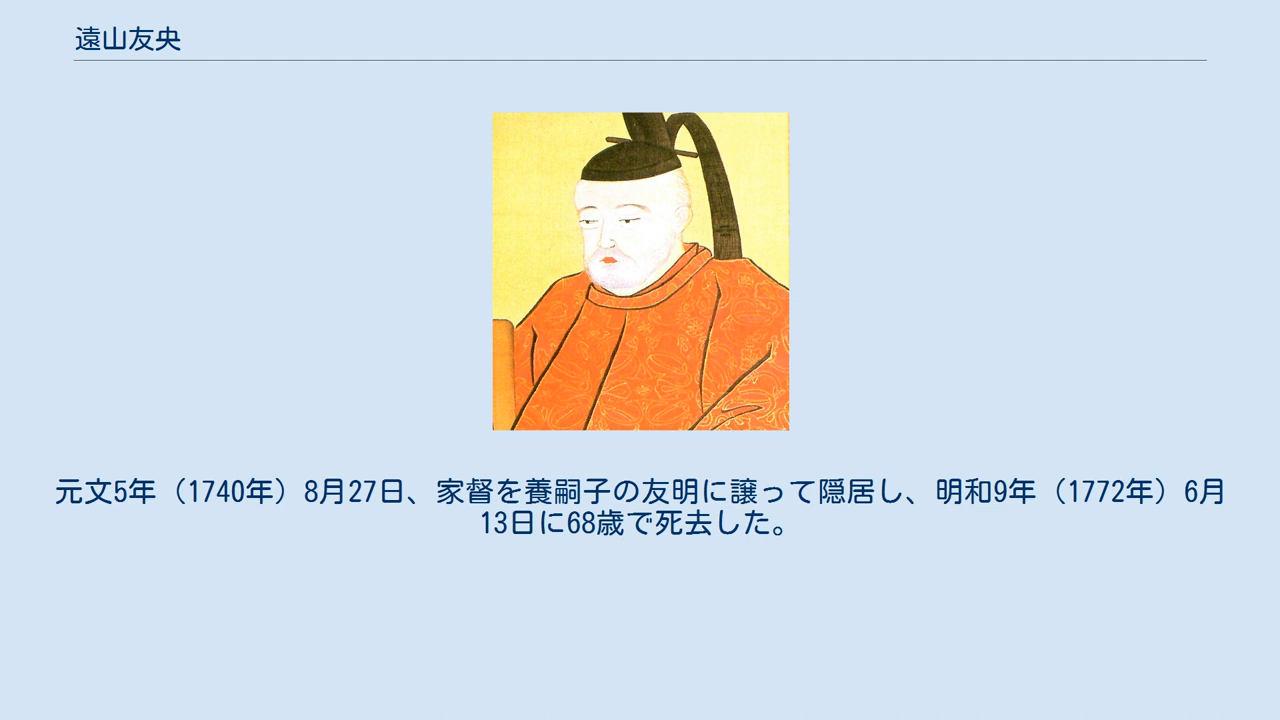 遠山友央
元文5年（1740年）8月27日、家督を養嗣子の友明に譲って隠居し、明和9年（1772年）6月
13日に68歳で死去した。